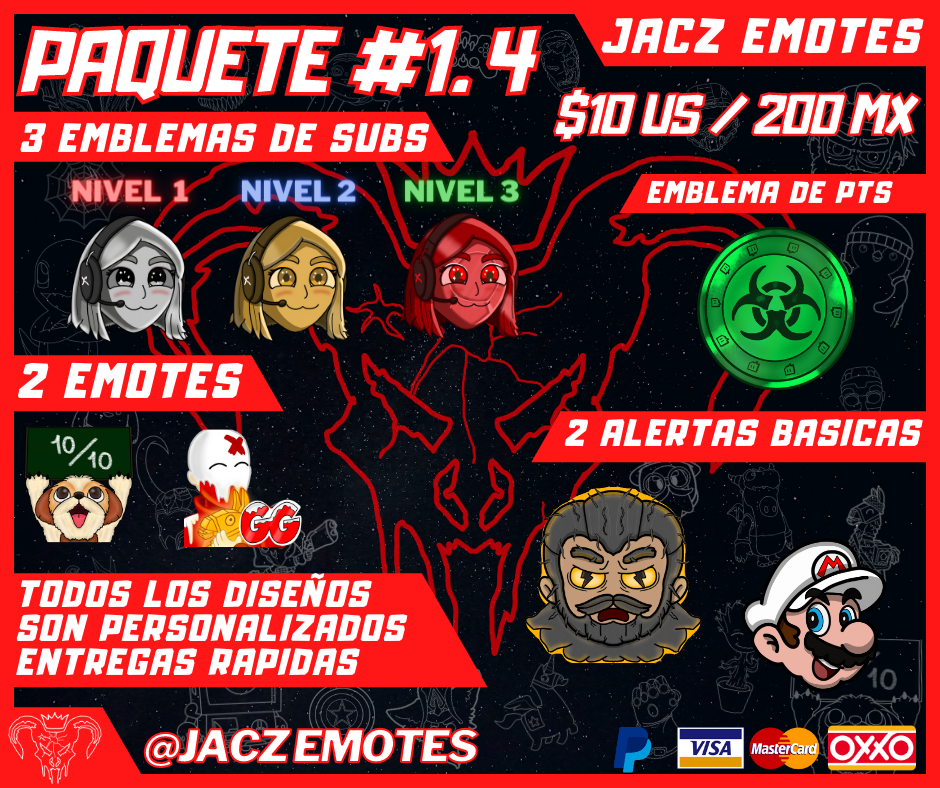 PAQUETE #1.4
JACZ EMOTES
$10 US / 200 MX
3 EMBLEMAS DE SUBS
NIVEL 1
NIVEL 2
NIVEL 3
EMBLEMA DE PTS
2 EMOTES
10/10
GG
2 ALERTAS BASICAS
M
TODOS LOS DISEÑOS
SON PERSONALIZADOS
ENTREGAS RAPIDAS
10
@JACZ EMOTES
P
VISA
MasterCard
OXXO